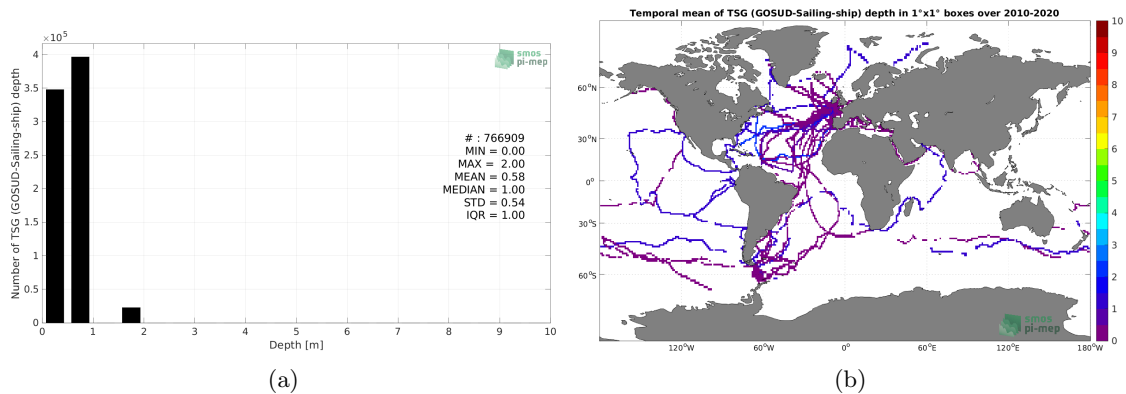 ×10⁵
4
3.5
3
2.5
2
1.5
1
0.5
0
Number of TSG (GOSUD-Sailing-ship) depth
0 1 2 3 4 5 6 7 8 9 10
Depth [m]
smos
pi-mep
# : 766909
MIN = 0.00
MAX = 2.00
MEAN = 0.58
MEDIAN = 1.00
STD = 0.54
IQR = 1.00
(a)
Temporal mean of TSG (GOSUD-Sailing-ship) depth in 1°x1° boxes over 2010-2020
60°N
30°N
0°
30°S
60°S
120°W 60°W 0° 60°E 120°E 180°W
smos
pi-mep
10
9
8
7
6
5
4
3
2
1
0
(b)